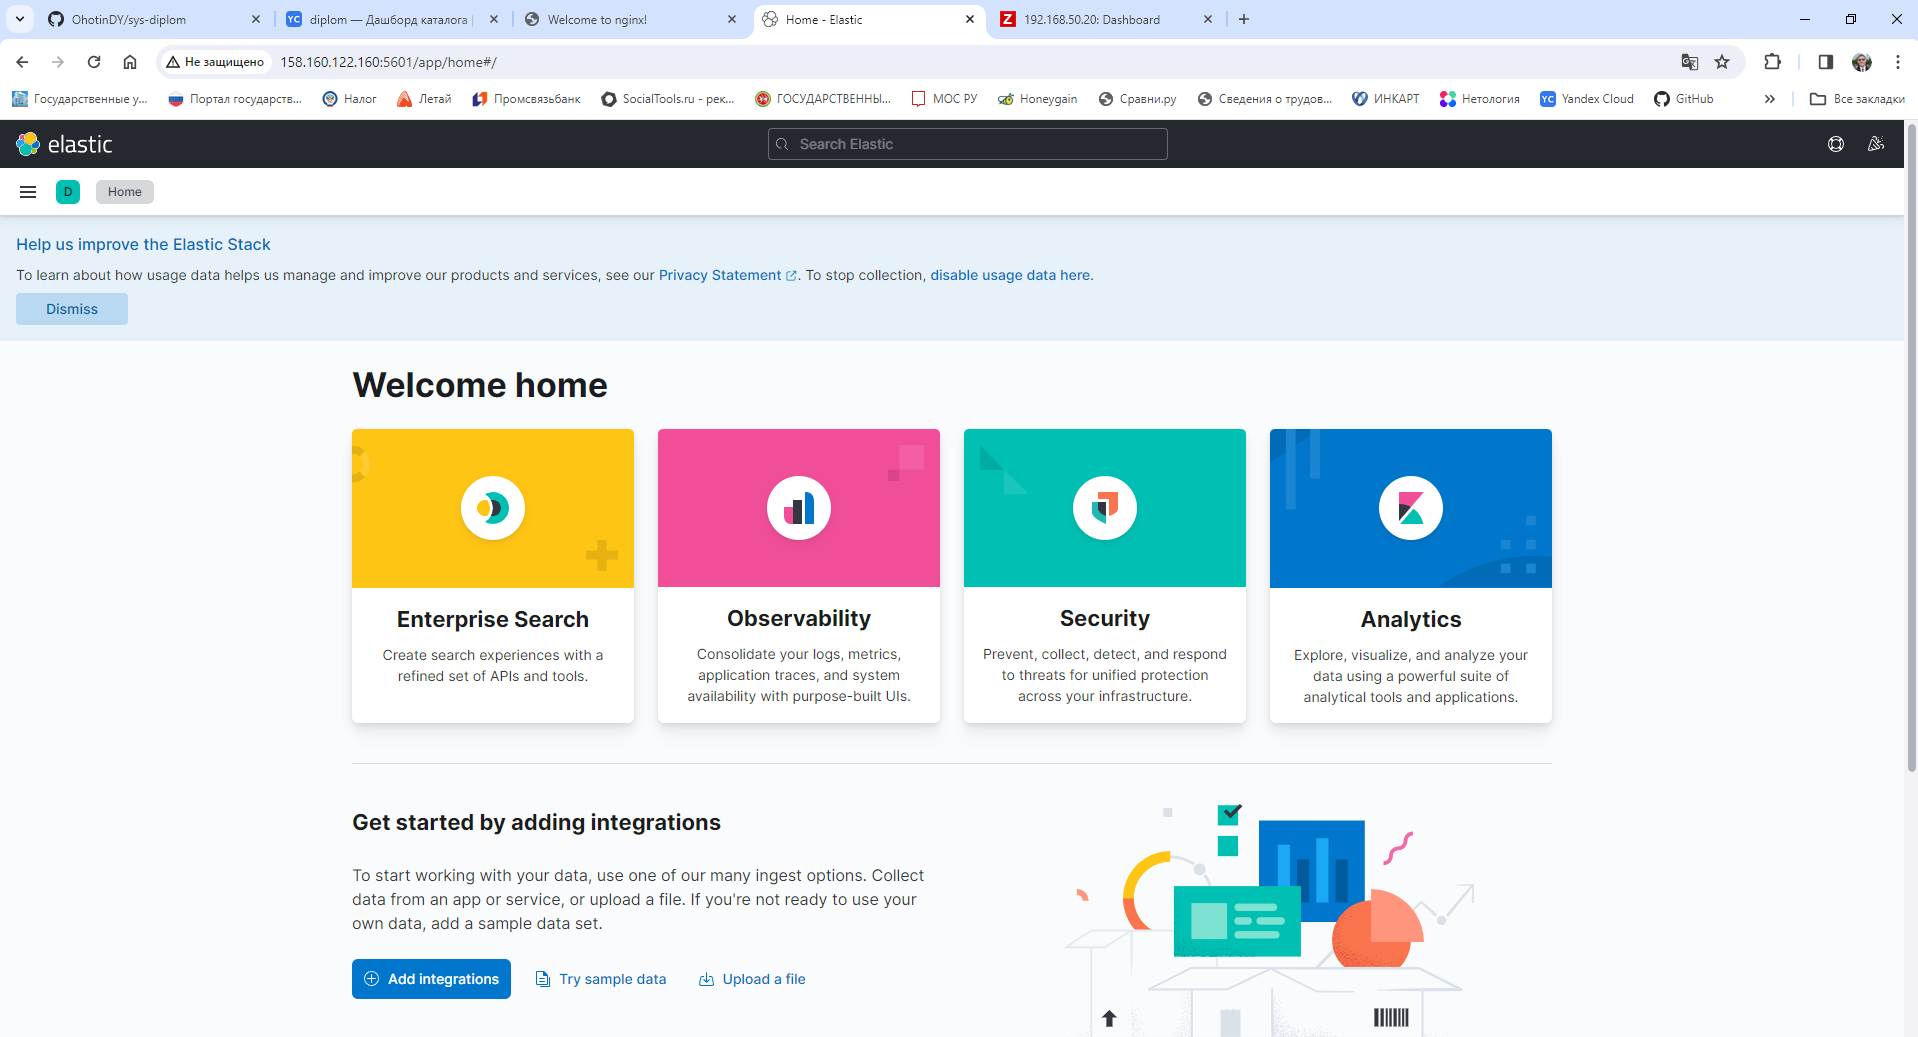 OhotinDY/sys-diplom
diplom — Дашборд каталога
Welcome to nginx!
Home - Elastic
192.168.50.20: Dashboard
Не защищено
158.160.122.160:5601/app/home#/
Государственные у...
Портал государств...
Налог
Летай
Промсвязьбанк
SocialTools.ru - рек...
ГОСУДАРСТВЕННЫ...
МОС РУ
Honeygain
Сравни.ру
Сведения о трудов...
ИНКАРТ
Нетология
Yandex Cloud
GitHub
Все закладки
elastic
Search Elastic
D
Home
Help us improve the Elastic Stack
To learn about how usage data helps us manage and improve our products and services, see our Privacy Statement. To stop collection, disable usage data here.
Dismiss
Welcome home
Enterprise Search
Create search experiences with a
refined set of APIs and tools.
Observability
Consolidate your logs, metrics,
application traces, and system
availability with purpose-built UIs.
Security
Prevent, collect, detect, and respond
to threats for unified protection
across your infrastructure.
Analytics
Explore, visualize, and analyze your
data using a powerful suite of
analytical tools and applications.
Get started by adding integrations
To start working with your data, use one of our many ingest options. Collect
data from an app or service, or upload a file. If you're not ready to use your
own data, add a sample data set.
Add integrations
Try sample data
Upload a file